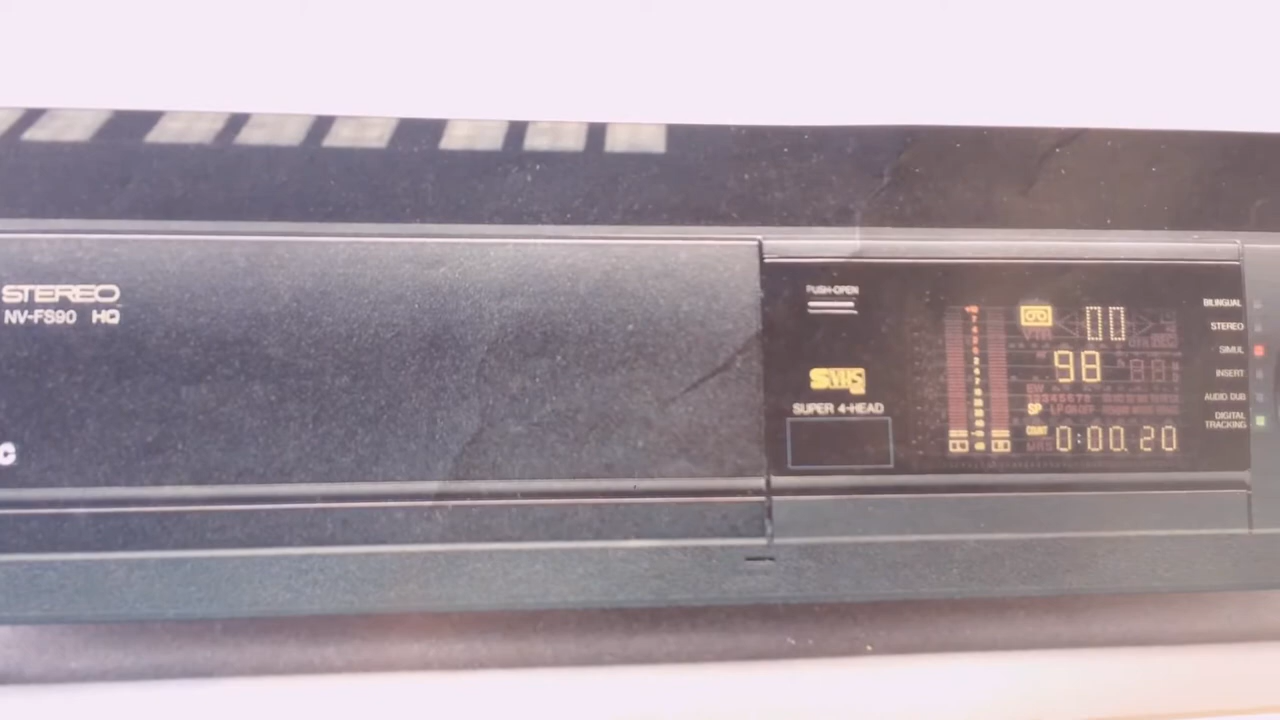 STEREO
NV-FS90 HQ
C
PUSH-OPEN
S VHS
SUPER 4-HEAD
00
98
SP
COUNT
0:00.20
BILINGUAL
STEREO
SIMUL
INSERT
AUDIO DUB
DIGITAL
TRACKING